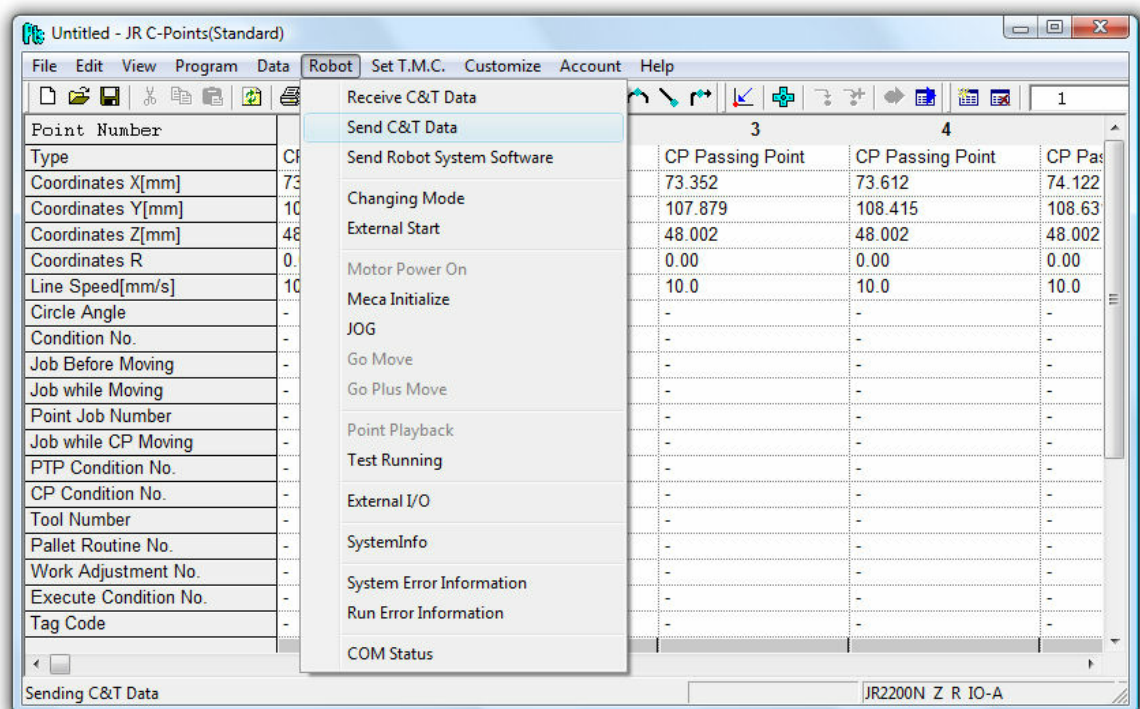 Untitled - JR C-Points(Standard)
File Edit View Program Data Robot Set T.M.C. Customize Account Help
1
Receive C&T Data
Send C&T Data
Send Robot System Software
Changing Mode
External Start
Motor Power On
Meca Initialize
JOG
Go Move
Go Plus Move
Point Playback
Test Running
External I/O
SystemInfo
System Error Information
Run Error Information
COM Status
Point Number 3 4
Type CP Passing Point CP Passing Point CP
Coordinates X[mm] 73.352 73.612 74.122
Coordinates Y[mm] 107.879 108.415 108.63
Coordinates Z[mm] 48.002 48.002 48.002
Coordinates R 0.00 0.00 0.00
Line Speed[mm/s] 10.0 10.0 10.0
Circle Angle - - -
Condition No. - - -
Job Before Moving - - -
Job while Moving - - -
Point Job Number - - -
Job while CP Moving - - -
PTP Condition No. - - -
CP Condition No. - - -
Tool Number - - -
Pallet Routine No. - - -
Work Adjustment No. - - -
Execute Condition No. - - -
Tag Code - - -
Sending C&T Data JR2200N Z R IO-A